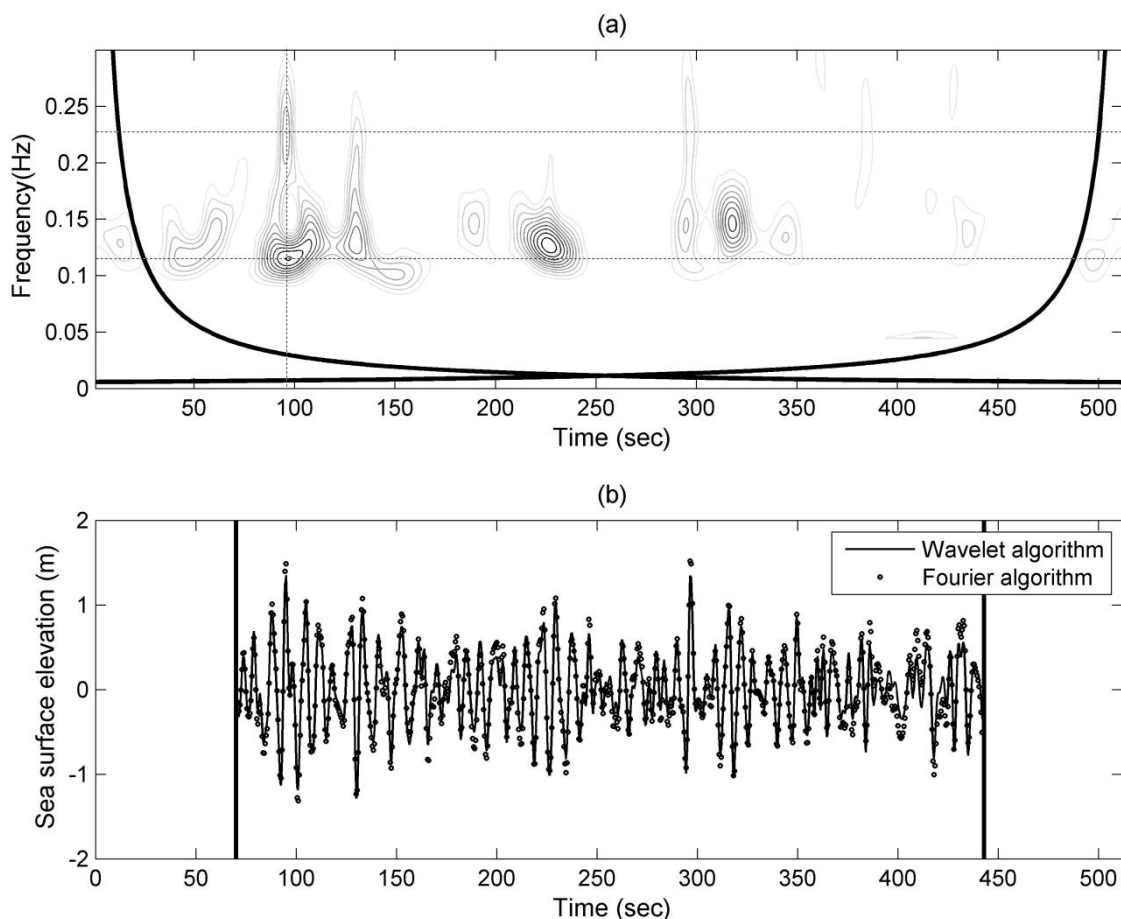 (a)
Frequency(Hz)
0.25
0.2
0.15
0.1
0.05
0
50 100 150 200 250 300 350 400 450 500
Time (sec)
(b)
Sea surface elevation (m)
2
1
0
-1
-2
Wavelet algorithm
Fourier algorithm
0 50 100 150 200 250 300 350 400 450 500
Time (sec)